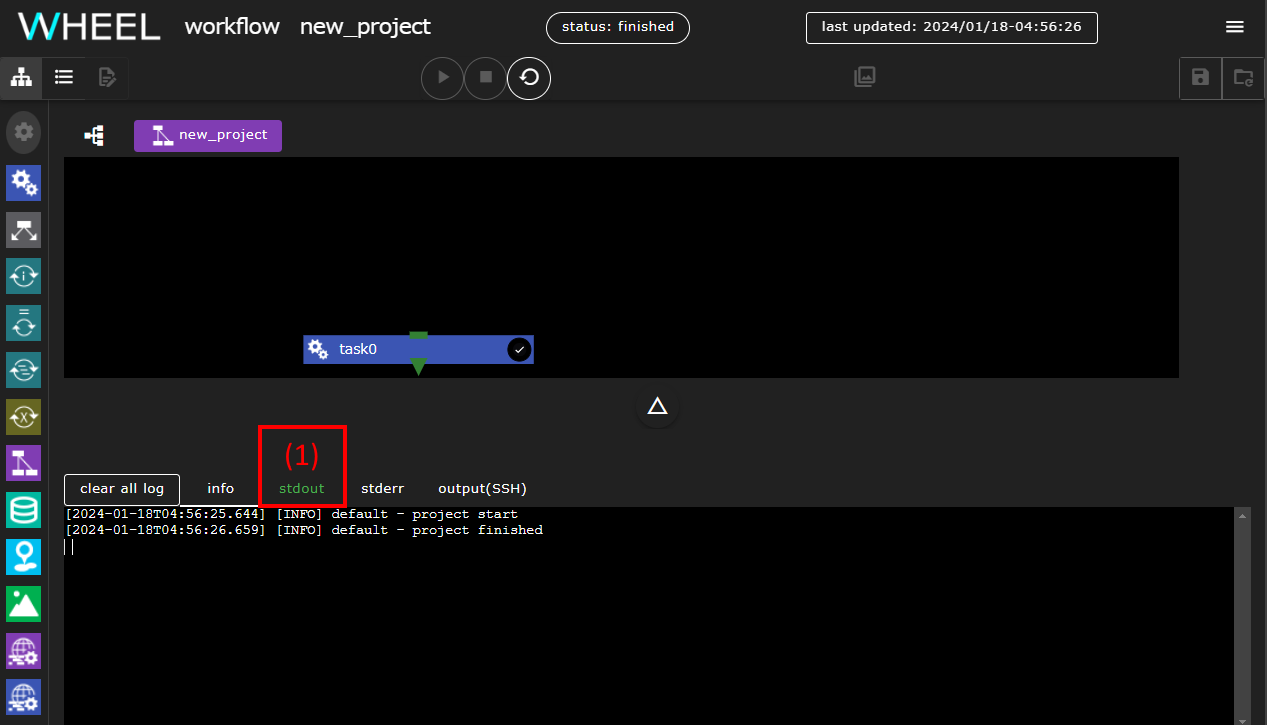 WHEEL workflow new_project status: finished last updated: 2024/01/18-04:56:26
new_project
task0
(1)
clear all log info stdout stderr output(SSH)
[2024-01-18T04:56:25.644] [INFO] default - project start
[2024-01-18T04:56:26.659] [INFO] default - project finished